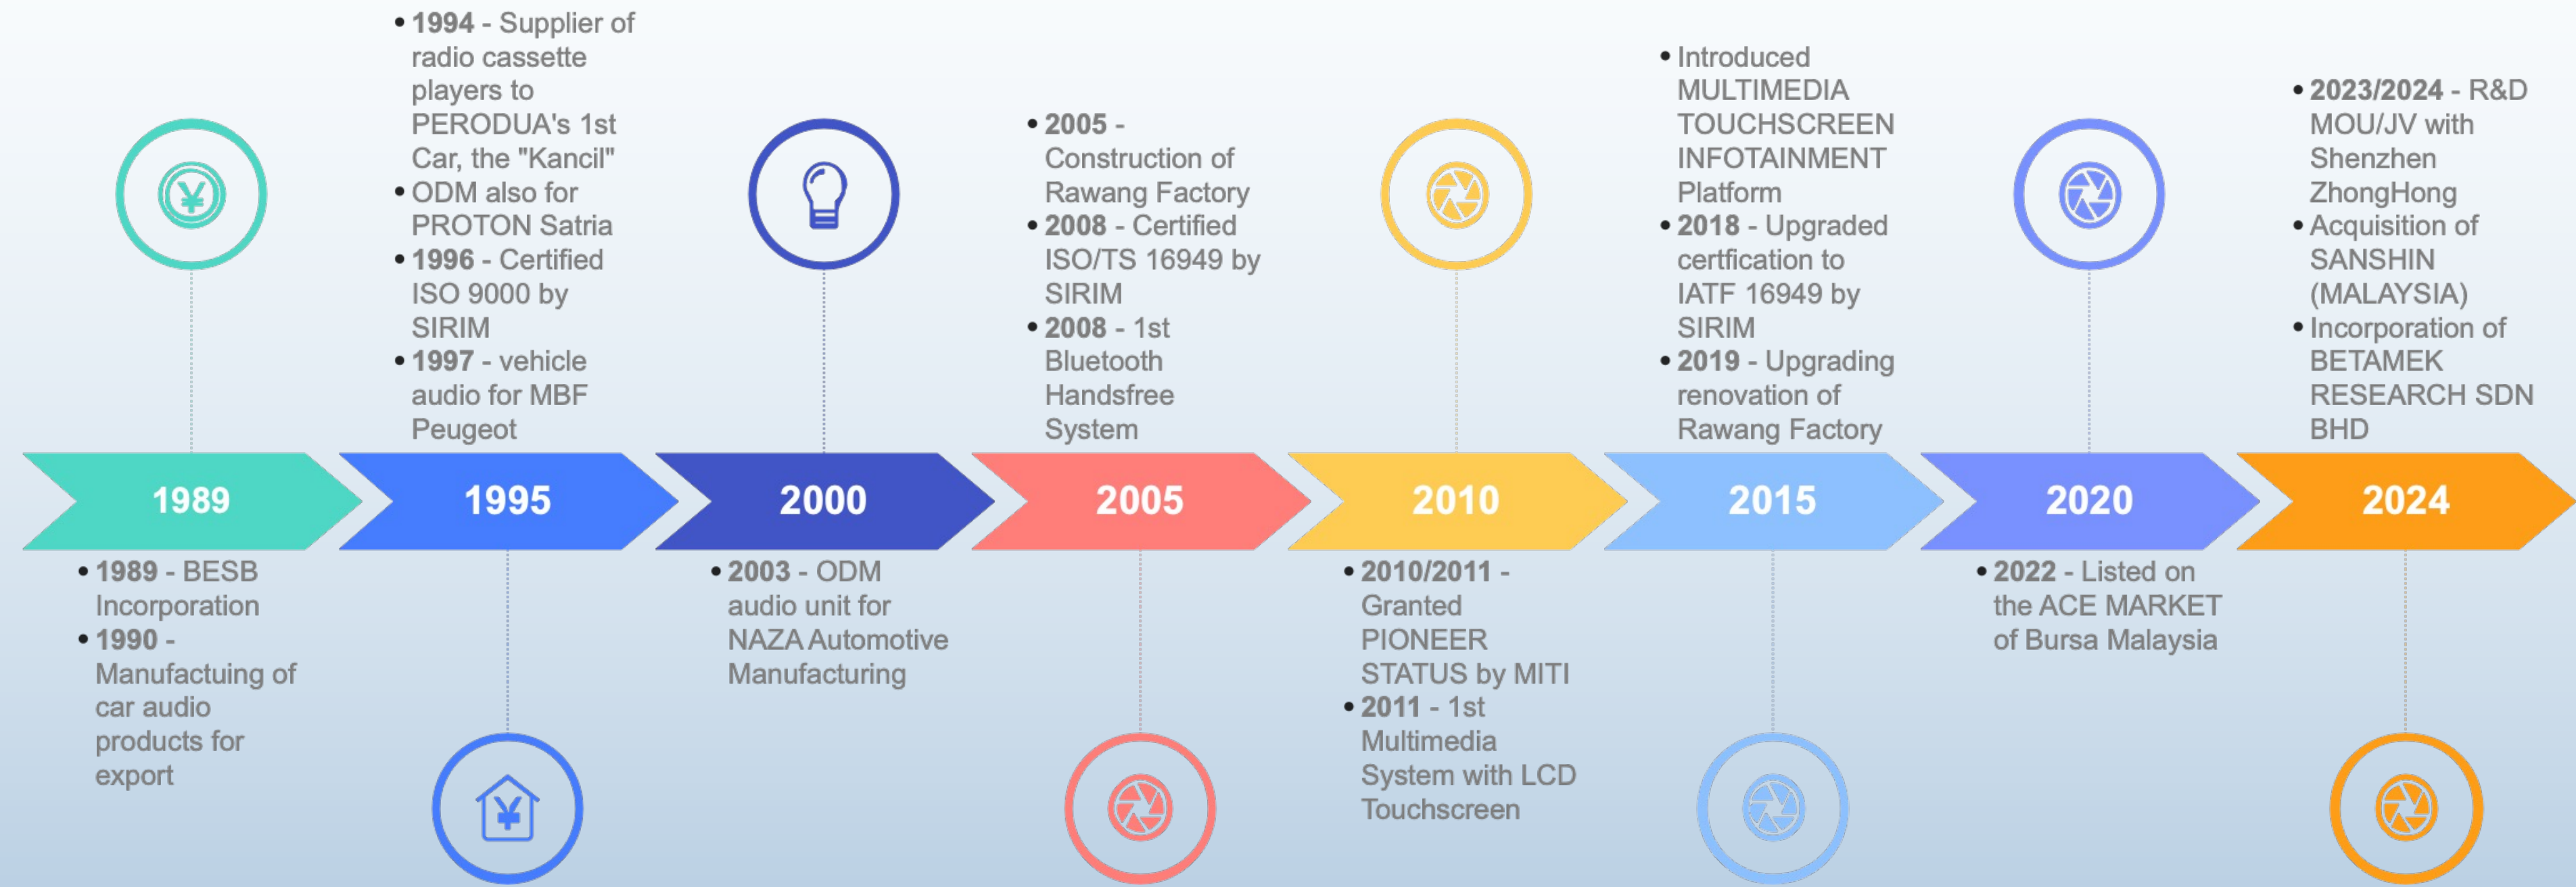 1989
• 1989 - BESB
Incorporation
• 1990 -
Manufactuing of
car audio
products for
export
• 1994 - Supplier of
radio cassette
players to
PERODUA's 1st
Car, the "Kancil"
• ODM also for
PROTON Satria
• 1996 - Certified
ISO 9000 by
SIRIM
• 1997 - vehicle
audio for MBF
Peugeot
1995
2000
• 2003 - ODM
audio unit for
NAZA Automotive
Manufacturing
• 2005 -
Construction of
Rawang Factory
• 2008 - Certified
ISO/TS 16949 by
SIRIM
• 2008 - 1st
Bluetooth
Handsfree
System
2005
2010
• 2010/2011 -
Granted
PIONEER
STATUS by MITI
• 2011 - 1st
Multimedia
System with LCD
Touchscreen
• Introduced
MULTIMEDIA
TOUCHSCREEN
INFOTAINMENT
Platform
• 2018 - Upgraded
certfication to
IATF 16949 by
SIRIM
• 2019 - Upgrading
renovation of
Rawang Factory
2015
2020
• 2022 - Listed on
the ACE MARKET
of Bursa Malaysia
• 2023/2024 - R&D
MOU/JV with
Shenzhen
ZhongHong
• Acquisition of
SANSHIN
(MALAYSIA)
• Incorporation of
BETAMEK
RESEARCH SDN
BHD
2024